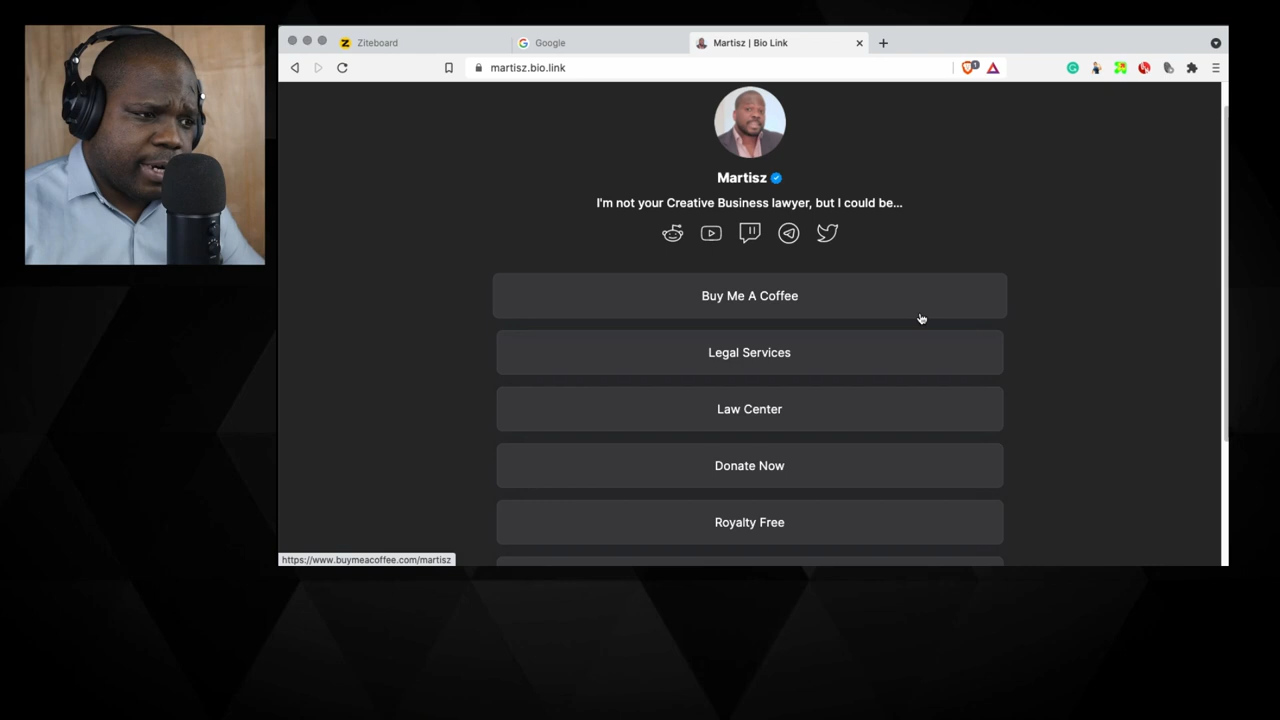 Ziteboard
Google
Martisz | Bio Link
martisz.bio.link
Martisz
I'm not your Creative Business lawyer, but I could be...
Buy Me A Coffee
Legal Services
Law Center
Donate Now
Royalty Free
https://www.buymeacoffee.com/martisz